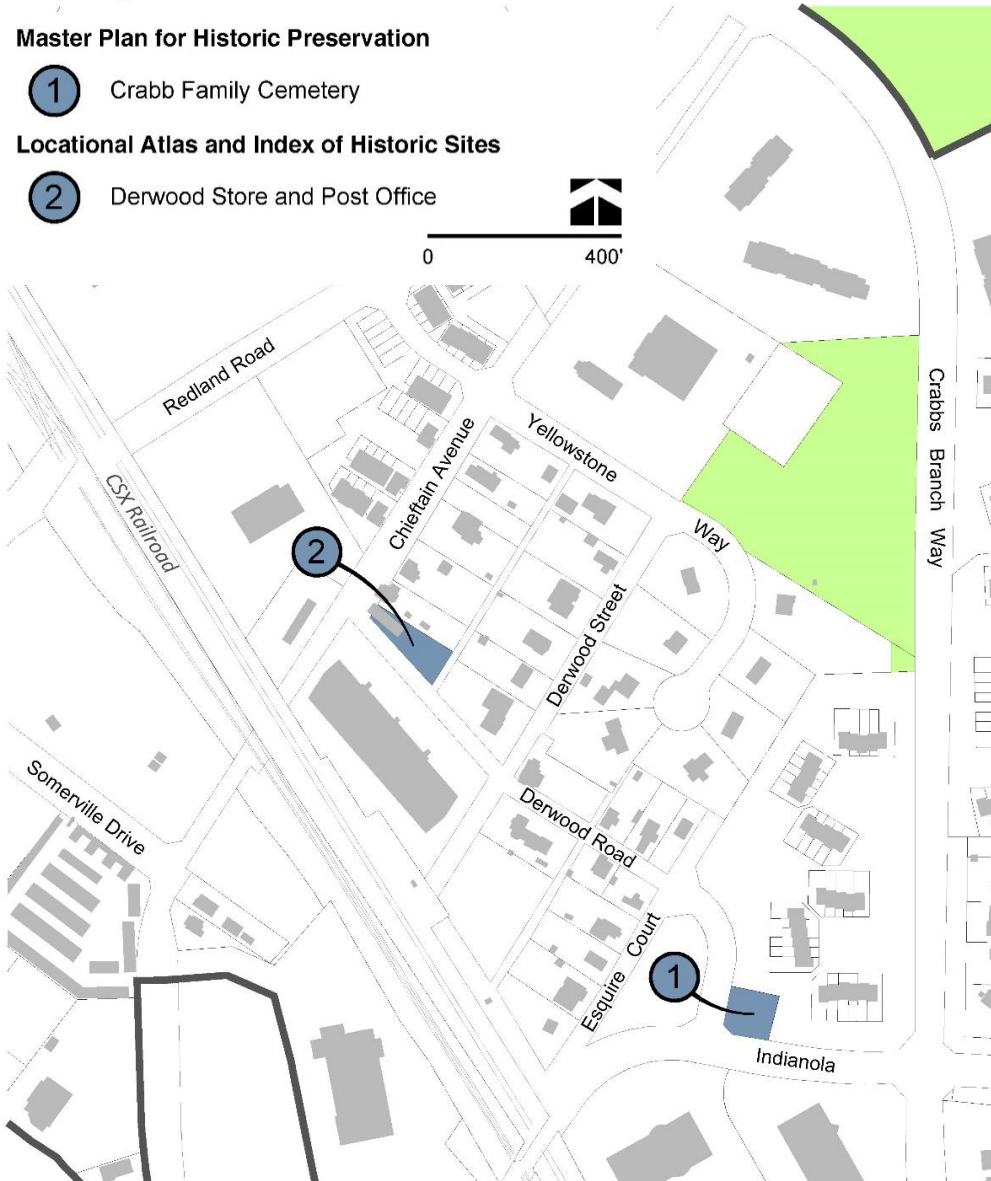 Master Plan for Historic Preservation
1 Crabb Family Cemetery
Locational Atlas and Index of Historic Sites
2 Derwood Store and Post Office
0 400'
Redland Road
CSX Railroad
Chieftain Avenue
Yellowstone
Way
Crabbs Branch Way
2
Derwood Street
Somerville Drive
Derwood Road
Esquire Court
1
Indianola